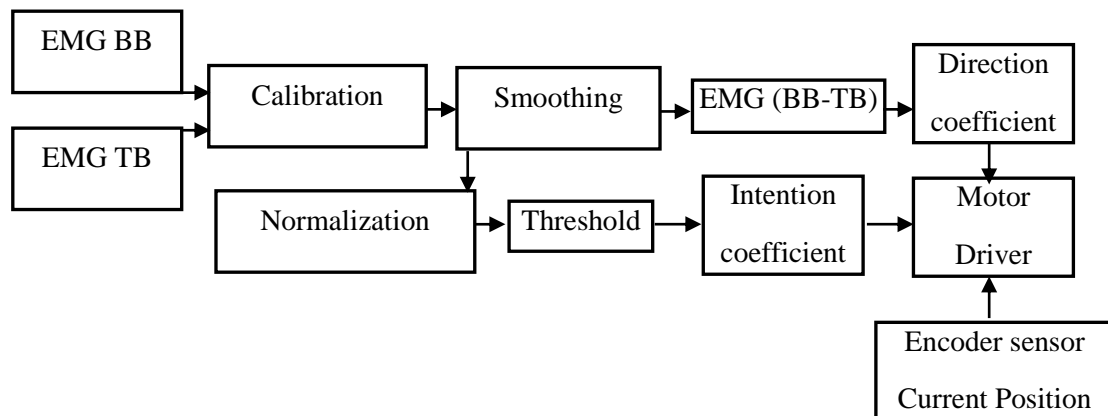 EMG BB
EMG TB
Calibration
Smoothing
EMG (BB-TB)
Direction
coefficient
Normalization
Threshold
Intention
coefficient
Motor
Driver
Encoder sensor
Current Position